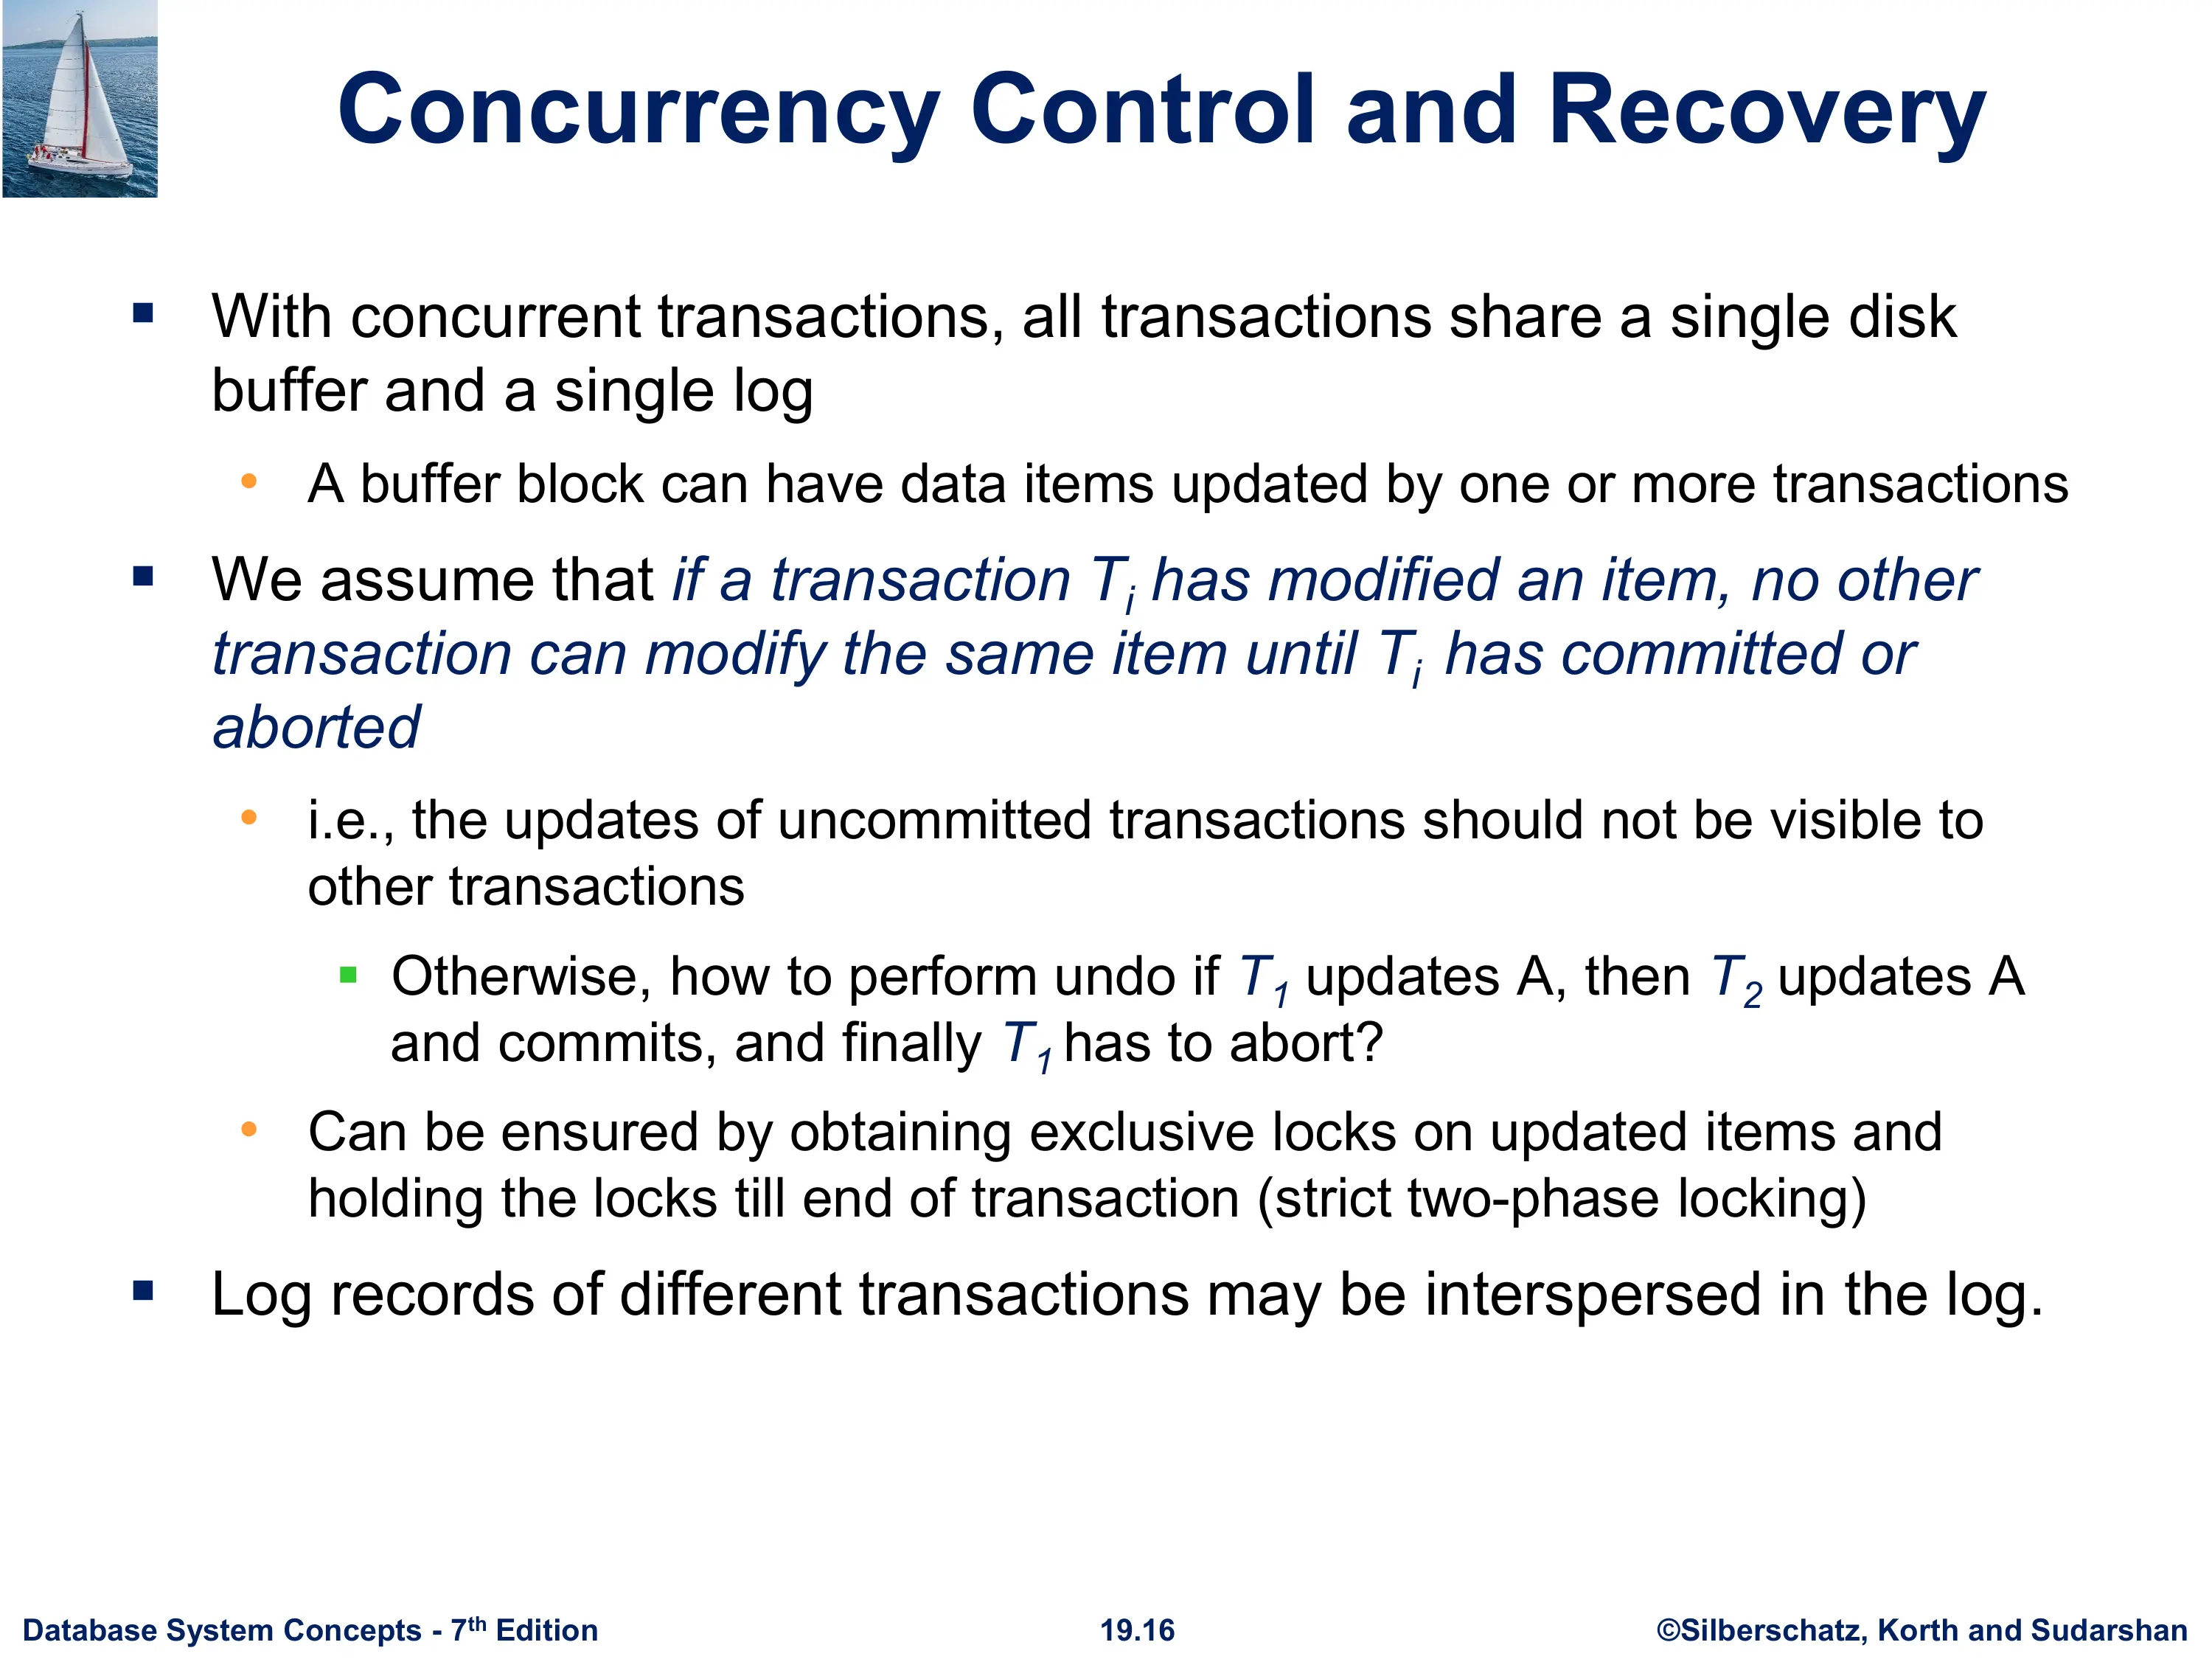 Concurrency Control and Recovery
▪ With concurrent transactions, all transactions share a single disk
buffer and a single log
• A buffer block can have data items updated by one or more transactions
▪ We assume that if a transaction Ti has modified an item, no other
transaction can modify the same item until Ti has committed or
aborted
• i.e., the updates of uncommitted transactions should not be visible to
other transactions
▪ Otherwise, how to perform undo if T1 updates A, then T2 updates A
and commits, and finally T1 has to abort?
• Can be ensured by obtaining exclusive locks on updated items and
holding the locks till end of transaction (strict two-phase locking)
▪ Log records of different transactions may be interspersed in the log.
Database System Concepts - 7th Edition
19.16
©Silberschatz, Korth and Sudarshan